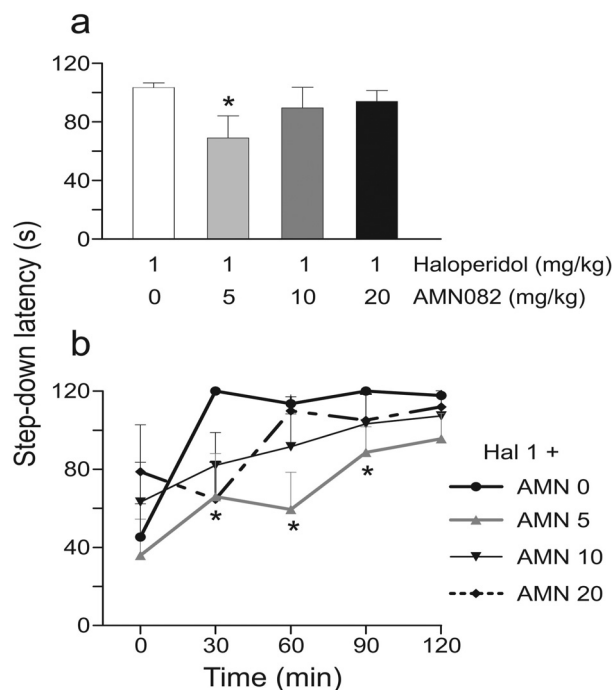 a
120
*
80
40
0
1 1 1 1 Haloperidol (mg/kg)
0 5 10 20 AMN082 (mg/kg)
Step-down latency (s)
b
120
80
40
0
* * *
0 30 60 90 120
Time (min)
Hal 1 +
AMN 0
AMN 5
AMN 10
AMN 20